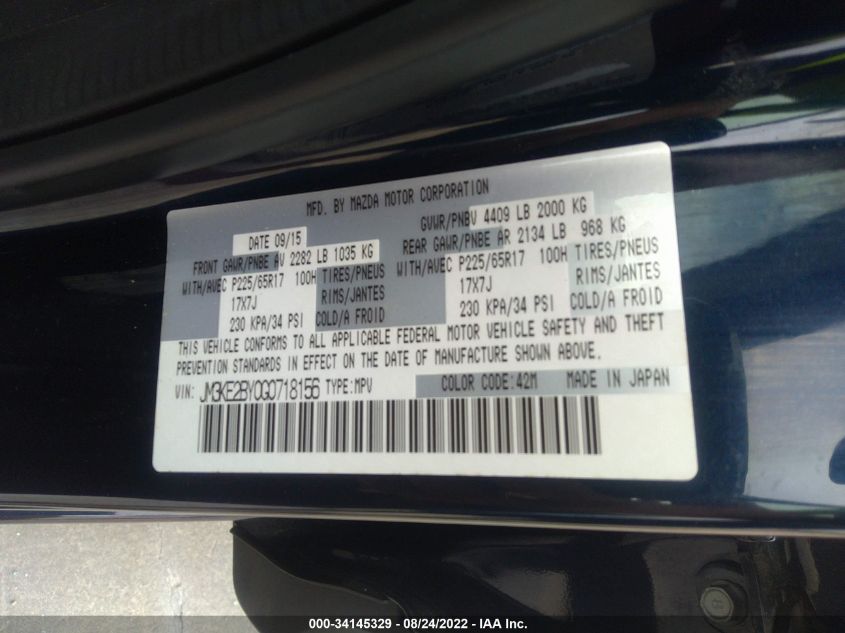 MFD. BY MAZDA MOTOR CORPORATION
DATE 09/15 GVWR/PNBV 4409 LB 2000 KG
FRONT GAWR/PNBE AV 2282 LB 1035 KG REAR GAWR/PNBE AR 2134 LB 968 KG
WITH/AVEC P225/65R17 100H TIRES/PNEUS WITH/AVEC P225/65R17 100H TIRES/PNEUS
17X7J RIMS/JANTES 17X7J RIMS/JANTES
230 KPA/34 PSI COLD/A FROID 230 KPA/34 PSI COLD/A FROID
THIS VEHICLE CONFORMS TO ALL APPLICABLE FEDERAL MOTOR VEHICLE SAFETY AND THEFT
PREVENTION STANDARDS IN EFFECT ON THE DATE OF MANUFACTURE SHOWN ABOVE.
VIN: JM3KE2BY0G0718156 TYPE:MPV COLOR CODE:42M MADE IN JAPAN
000-34145329 - 08/24/2022 - IAA Inc.